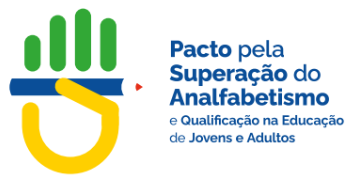 Pacto pela
Superação do
Analfabetismo
e Qualificação na Educação
de Jovens e Adultos